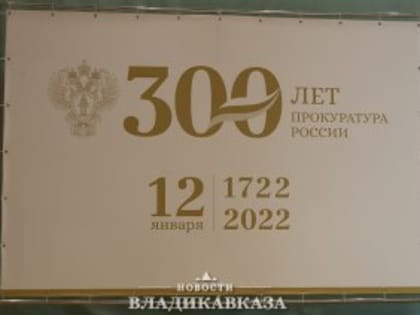 300 ЛЕТ
ПРОКУРАТУРА
РОССИИ
12
января
1722
2022
НОВОСТИ
ВЛАДИКАВКАЗА